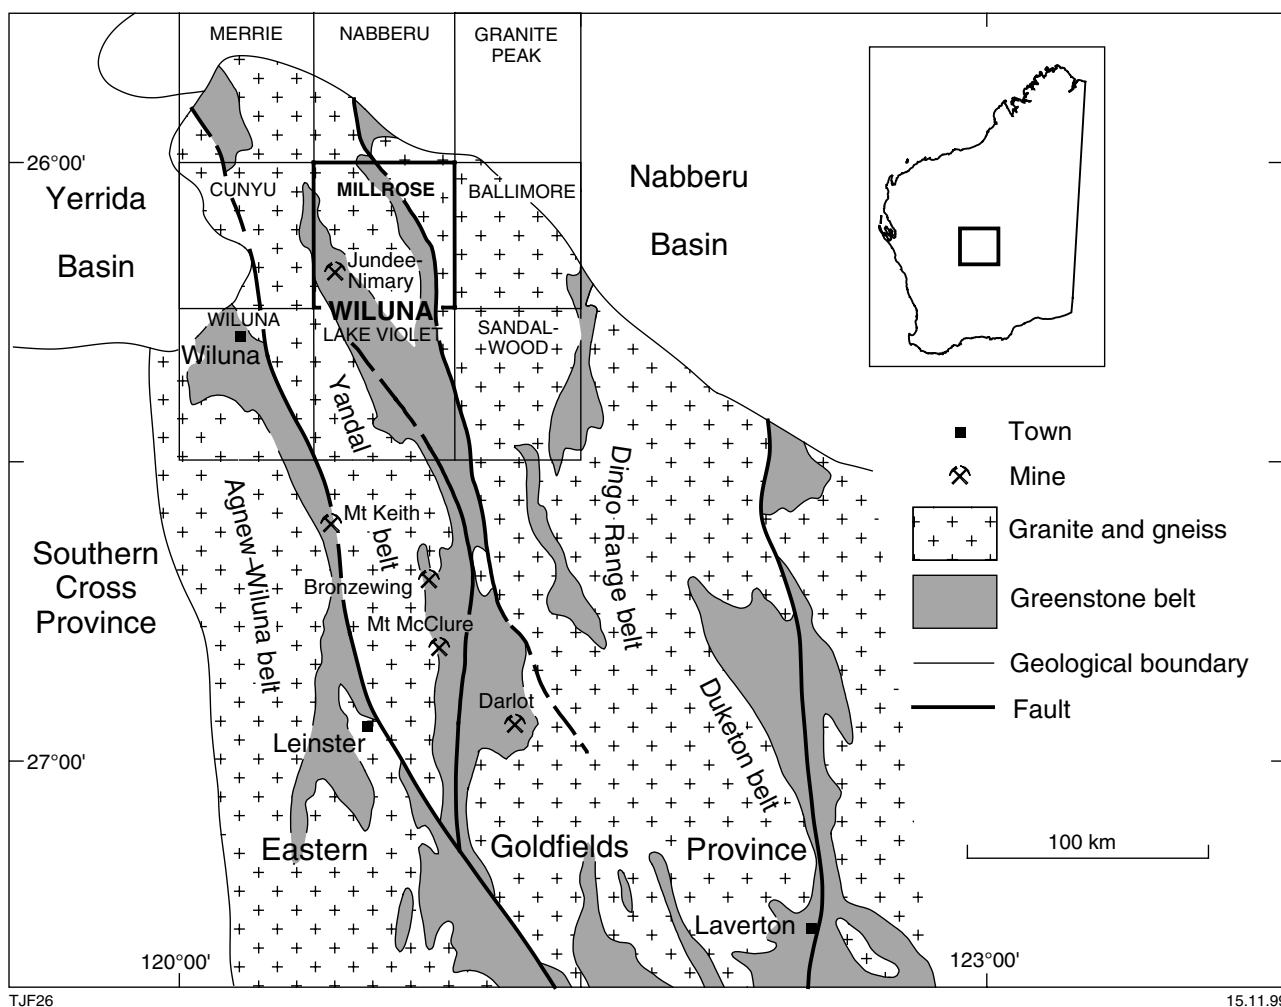 MERRIE
NABBERU
GRANITE
PEAK
26°00'
Yerrida
Basin
CUNYU
MILLROSE
BALLIMORE
Nabberu
Basin
Jundee-
Nimary
WILUNA
WILUNA
LAKE VIOLET
SANDAL-
WOOD
Wiluna
Yandal
belt
Agnew–Wiluna belt
Dingo Range belt
Duketon belt
Town
Mine
Granite and gneiss
Greenstone belt
Geological boundary
Fault
Southern
Cross
Province
Mt Keith
Bronzewing
Mt McClure
Darlot
Leinster
27°00'
Eastern
Goldfields
Province
100 km
Laverton
120°00'
123°00'
TJF26